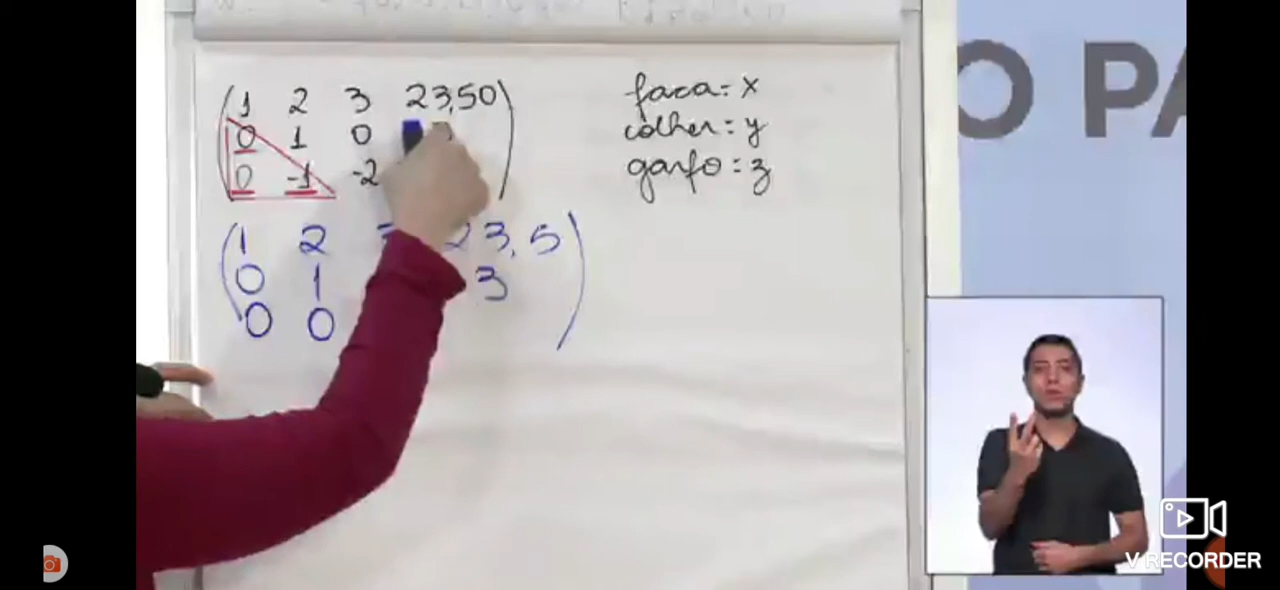 1 2 3 23,50
0 1 0
0 -1 -2
faca = x
colher = y
garfo = z
1 2 23,5
0 1 3
0 0
O PA
V RECORDER